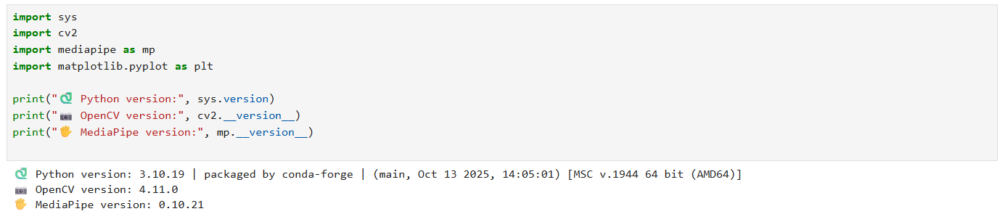 import sys
import cv2
import mediapipe as mp
import matplotlib.pyplot as plt
print("🐍 Python version:", sys.version)
print("📷 OpenCV version:", cv2.__version__)
print("🖐 MediaPipe version:", mp.__version__)
🐍 Python version: 3.10.19 | packaged by conda-forge | (main, Oct 13 2025, 14:05:01) [MSC v.1944 64 bit (AMD64)]
📷 OpenCV version: 4.11.0
🖐 MediaPipe version: 0.10.21